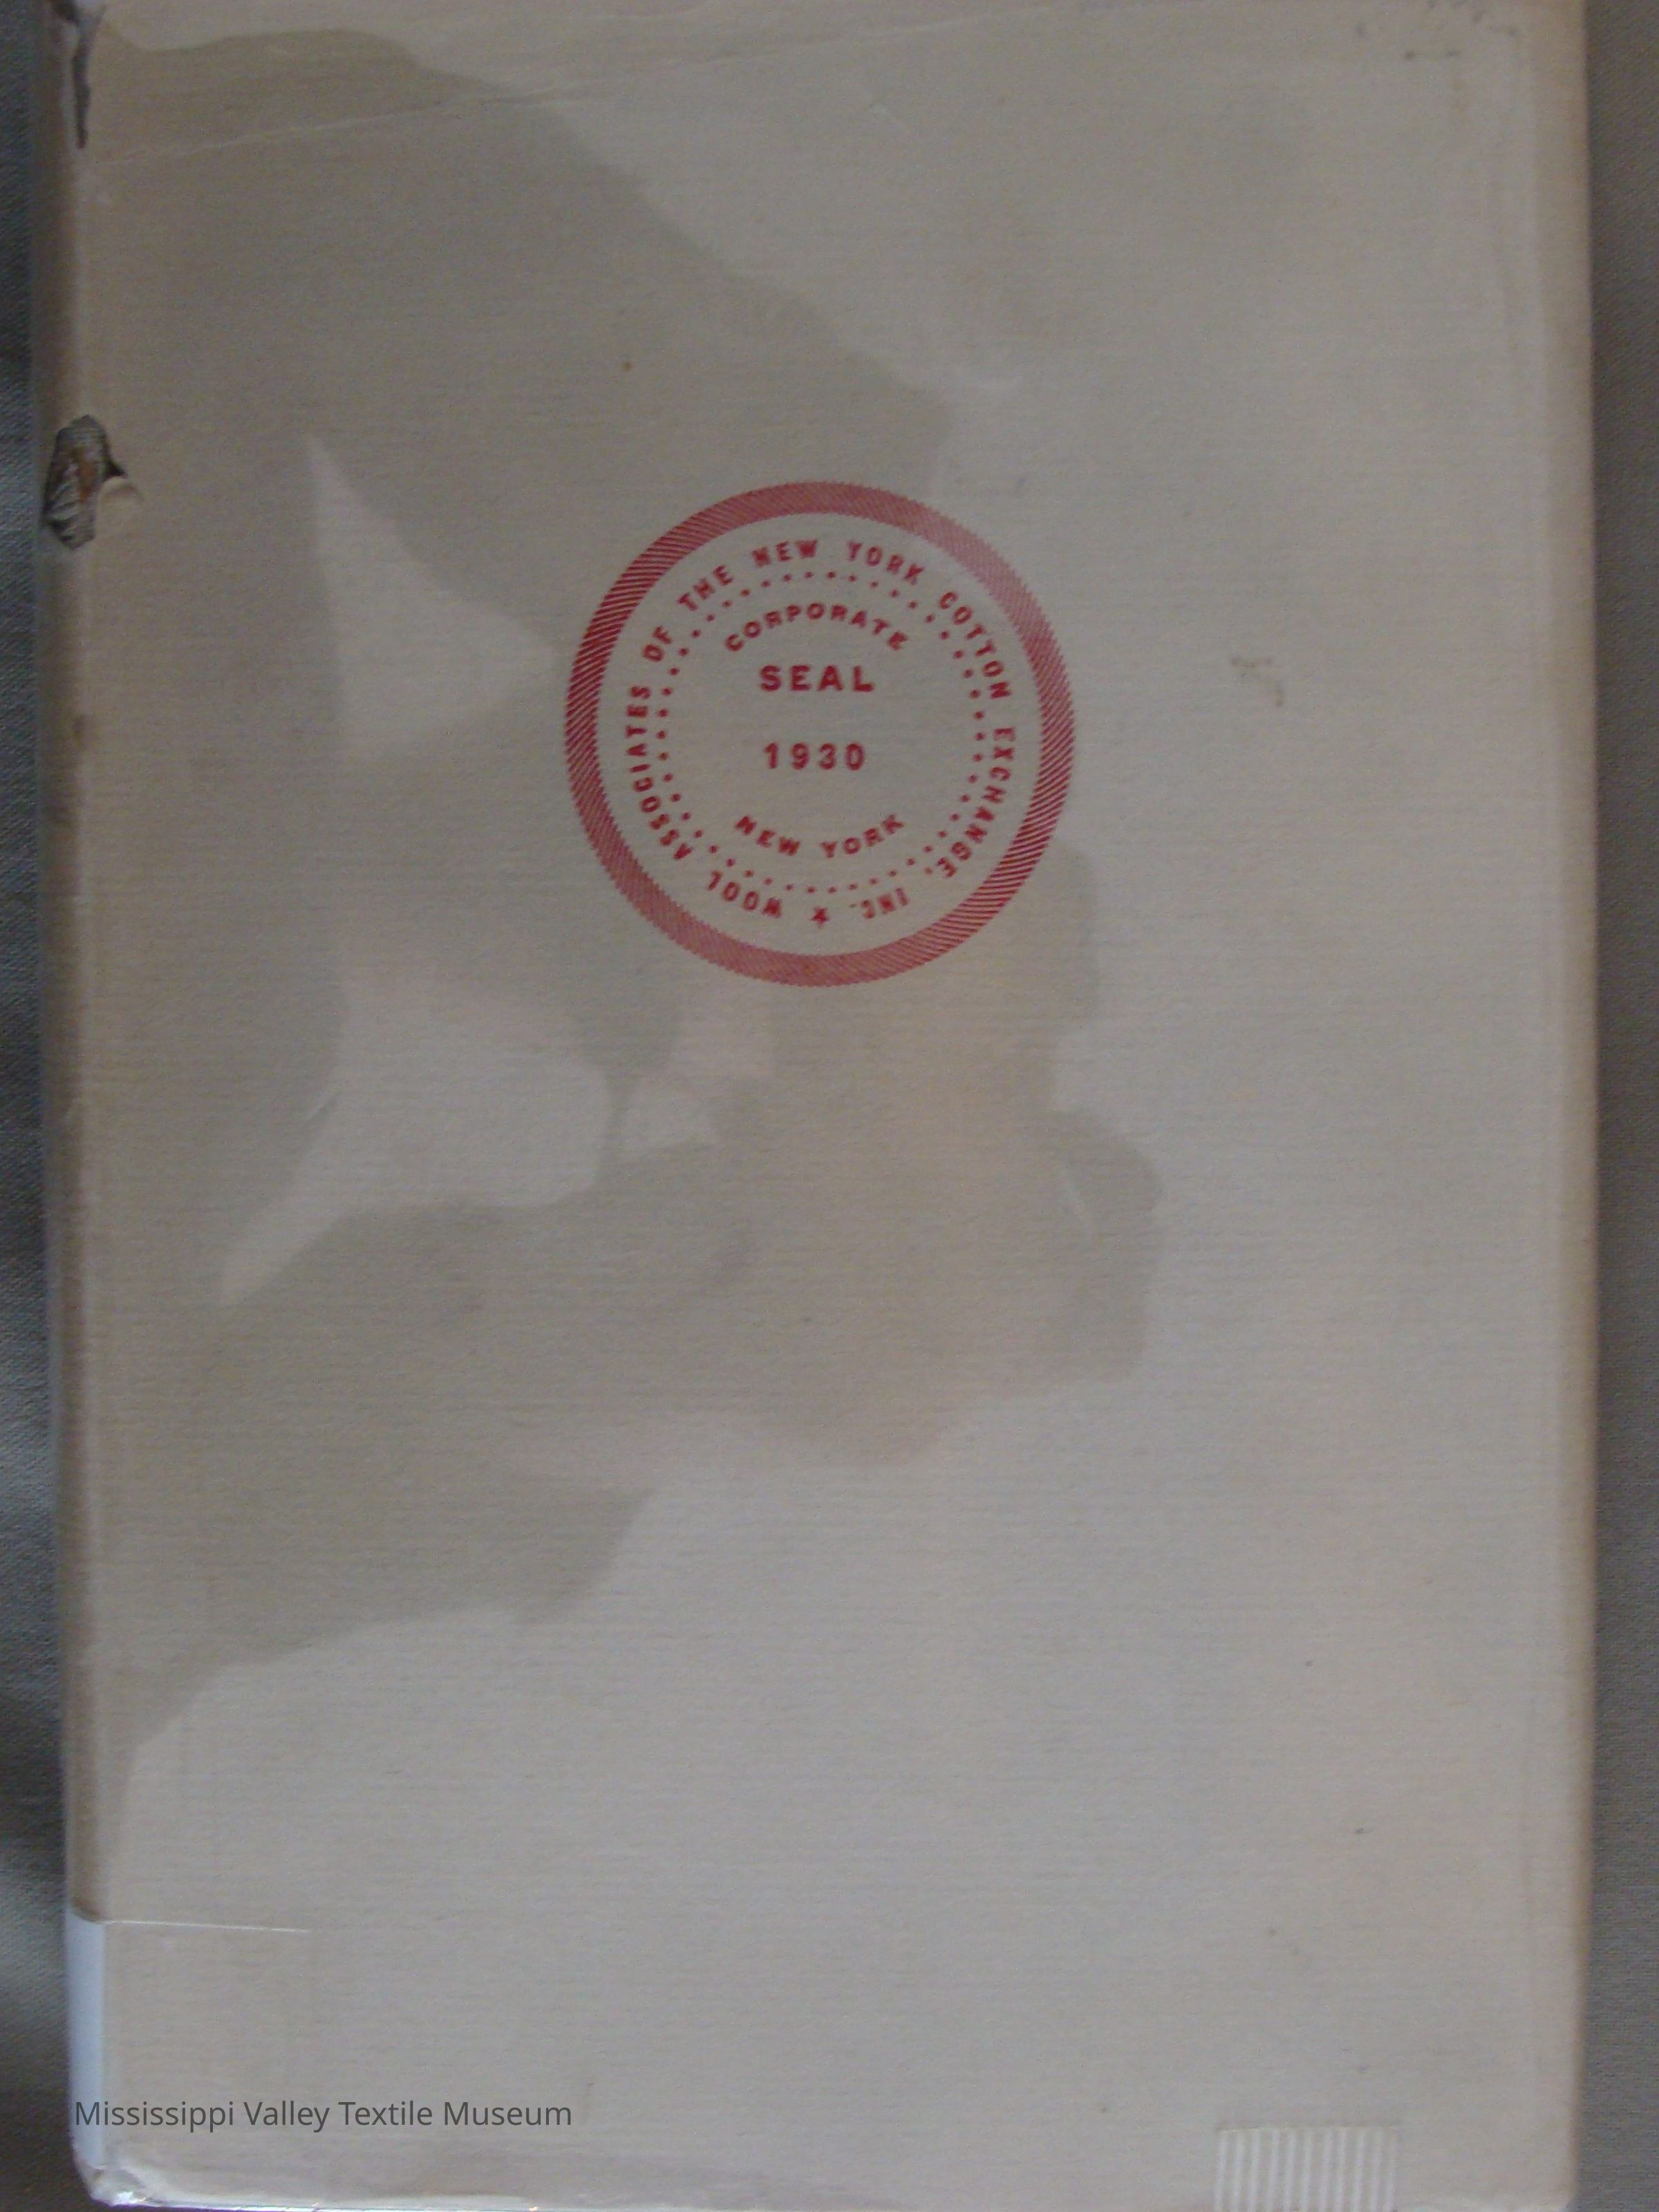 WOOL ASSOCIATES OF THE NEW YORK COTTON EXCHANGE, INC. ★
CORPORATE
SEAL
1930
NEW YORK
Mississippi Valley Textile Museum